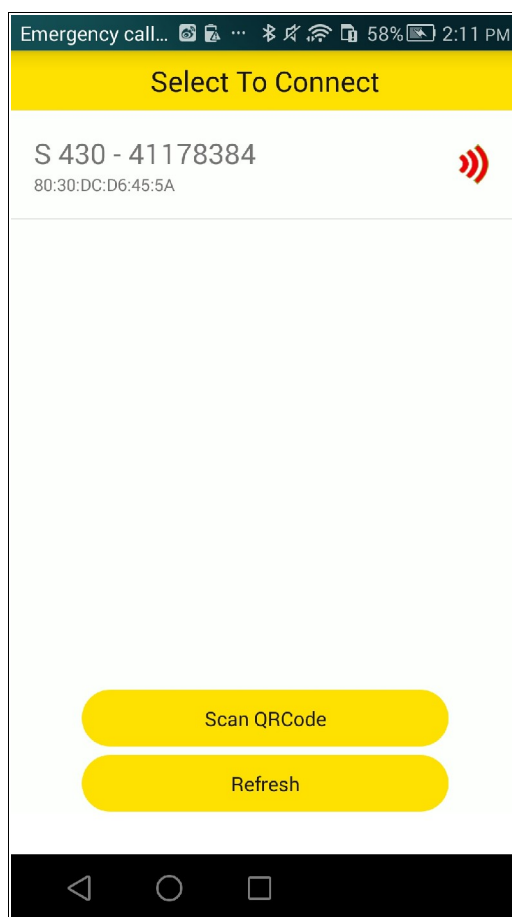 Emergency call... 58% 2:11 PM
Select To Connect
S 430 - 41178384
80:30:DC:D6:45:5A
Scan QRCode
Refresh